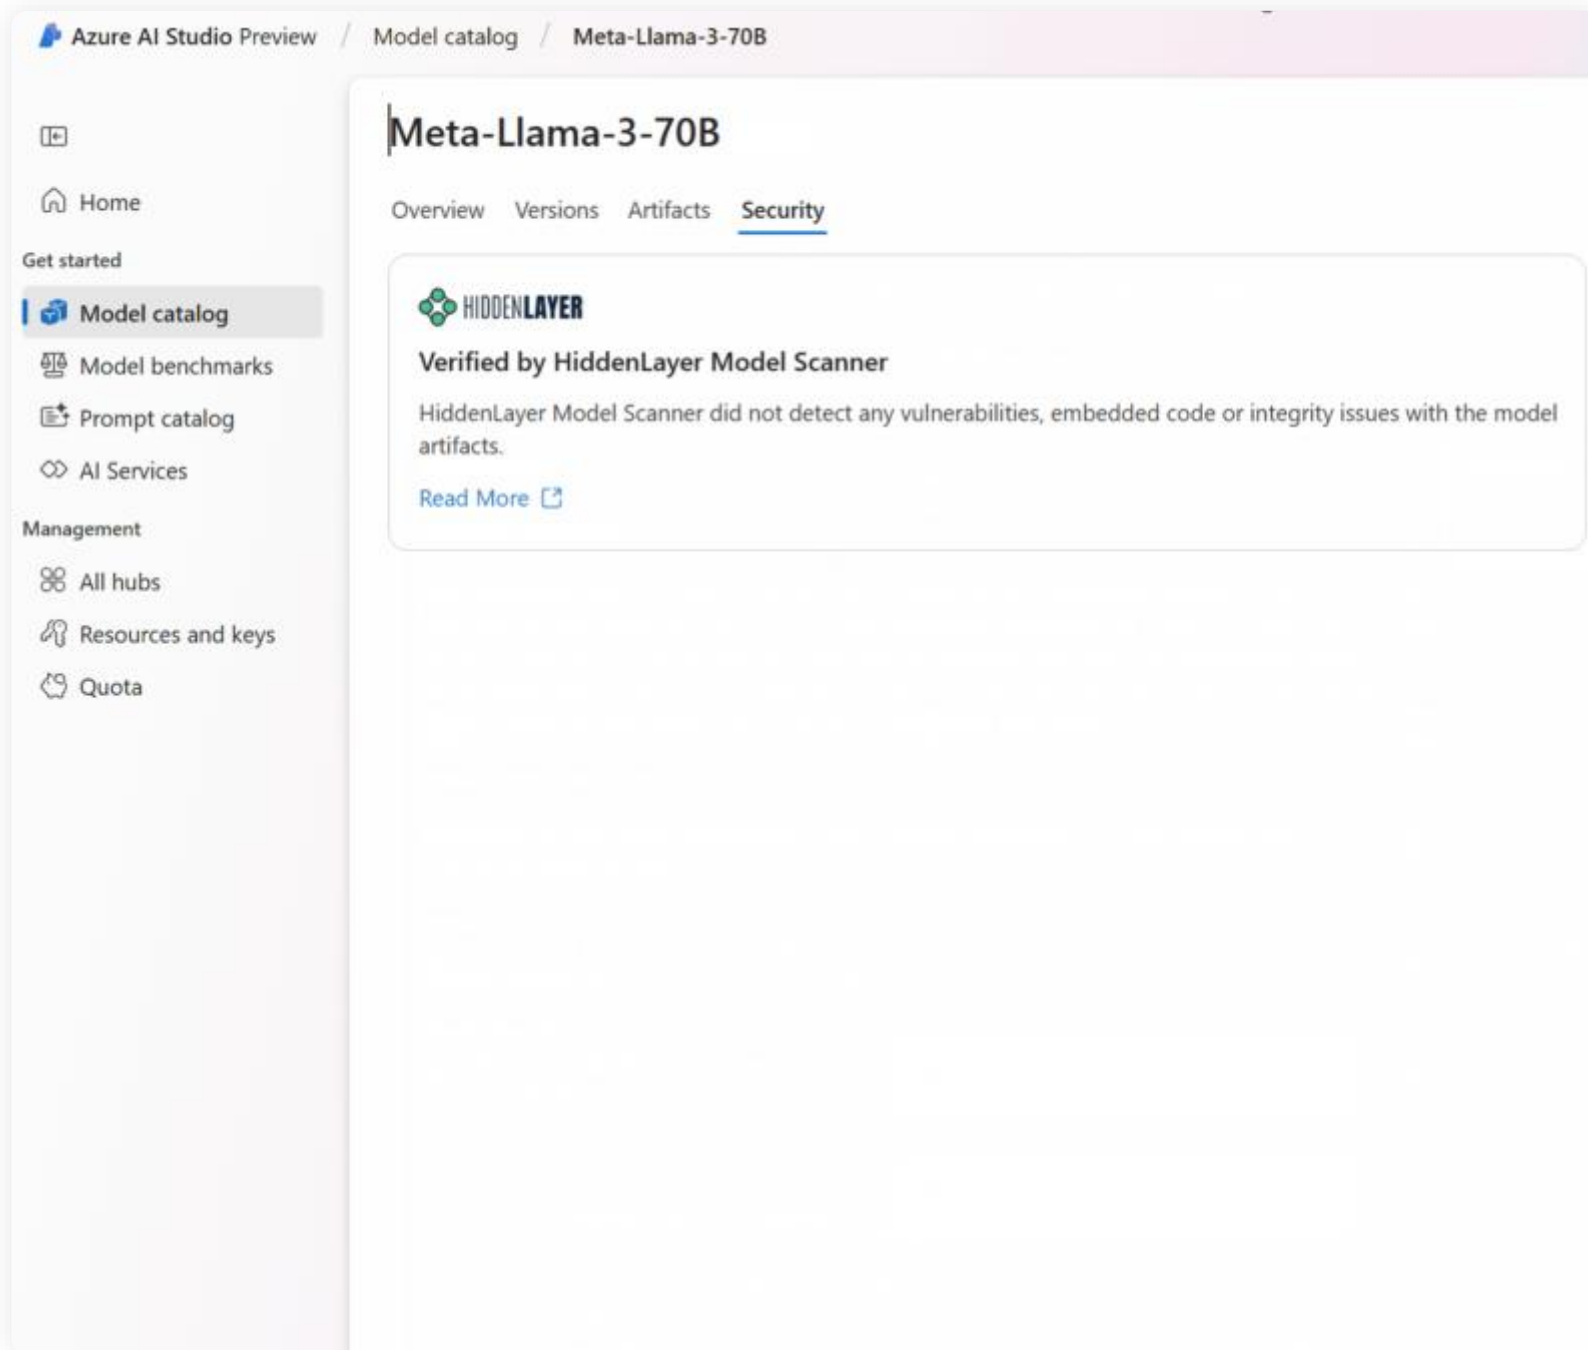 Azure AI Studio Preview / Model catalog / Meta-Llama-3-70B
Home
Get started
Model catalog
Model benchmarks
Prompt catalog
AI Services
Management
All hubs
Resources and keys
Quota
Meta-Llama-3-70B
Overview Versions Artifacts Security
HIDDENLAYER
Verified by HiddenLayer Model Scanner
HiddenLayer Model Scanner did not detect any vulnerabilities, embedded code or integrity issues with the model
artifacts.
Read More